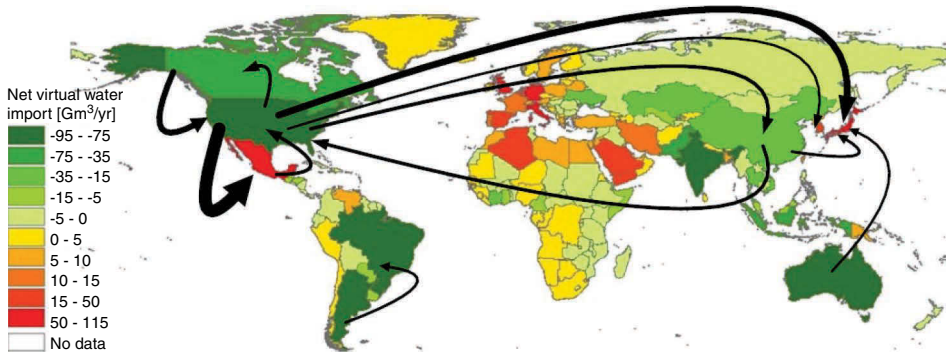 Net virtual water
import [Gm³/yr]
-95 - -75
-75 - -35
-35 - -15
-15 - -5
-5 - 0
0 - 5
5 - 10
10 - 15
15 - 50
50 - 115
No data